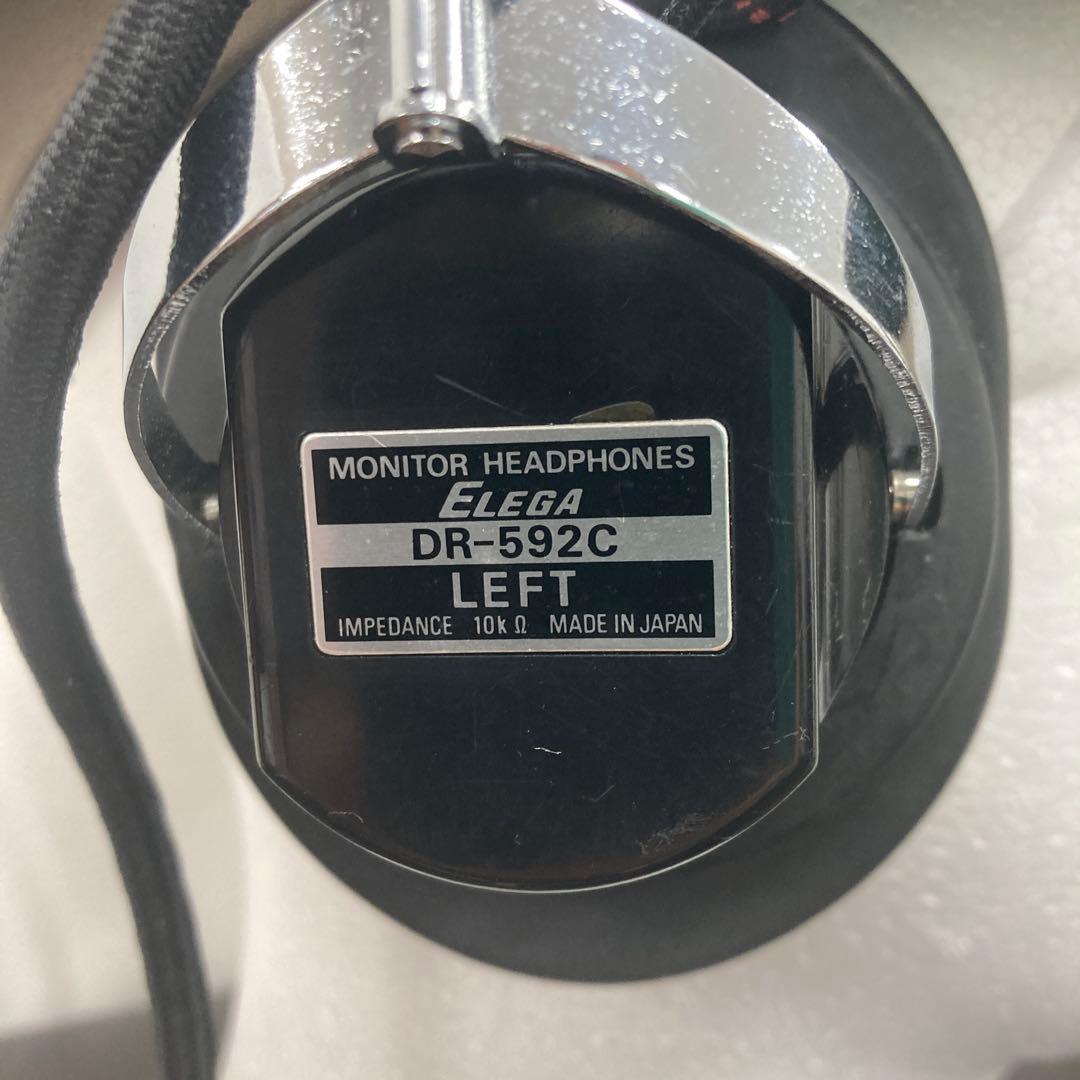 MONITOR HEADPHONES
ELEGA
DR-592C
LEFT
IMPEDANCE 10kΩ MADE IN JAPAN